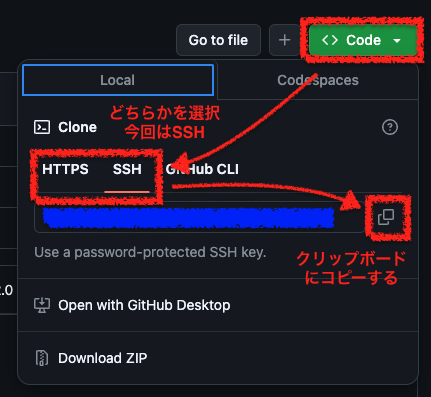 Go to file
+
<> Code
Local
Codespaces
どちらかを選択
今回はSSH
Clone
?
HTTPS
SSH
GitHub CLI
Use a password-protected SSH key.
クリップボード
にコピーする
Open with GitHub Desktop
2.0
Download ZIP